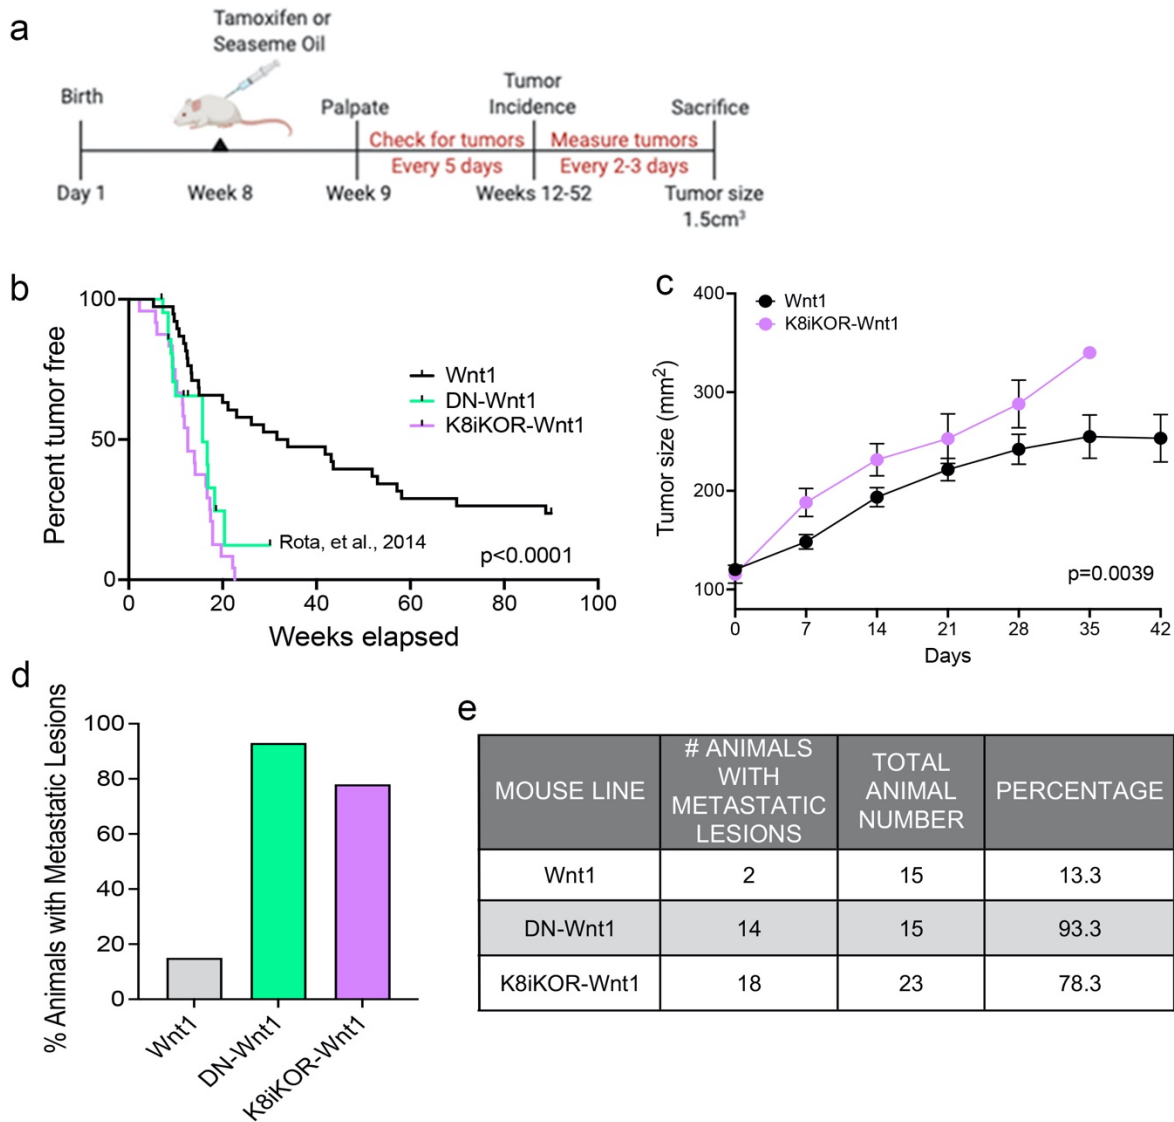 a
Tamoxifen or
Seaseme Oil
Birth
Palpate
Tumor
Incidence
Sacrifice
Check for tumors
Measure tumors
Every 5 days
Every 2-3 days
Day 1
Week 8
Week 9
Weeks 12-52
Tumor size
1.5cm³
b
Percent tumor free
100
50
0
Wnt1
DN-Wnt1
K8iKOR-Wnt1
Rota, et al., 2014
p<0.0001
0 20 40 60 80 100
Weeks elapsed
c
Tumor size (mm²)
400
300
200
100
Wnt1
K8iKOR-Wnt1
p=0.0039
0 7 14 21 28 35 42
Days
d
% Animals with Metastatic Lesions
100
80
60
40
20
0
Wnt1
DN-Wnt1
K8iKOR-Wnt1
e
MOUSE LINE
# ANIMALS
WITH
METASTATIC
LESIONS
TOTAL
ANIMAL
NUMBER
PERCENTAGE
Wnt1 2 15 13.3
DN-Wnt1 14 15 93.3
K8iKOR-Wnt1 18 23 78.3